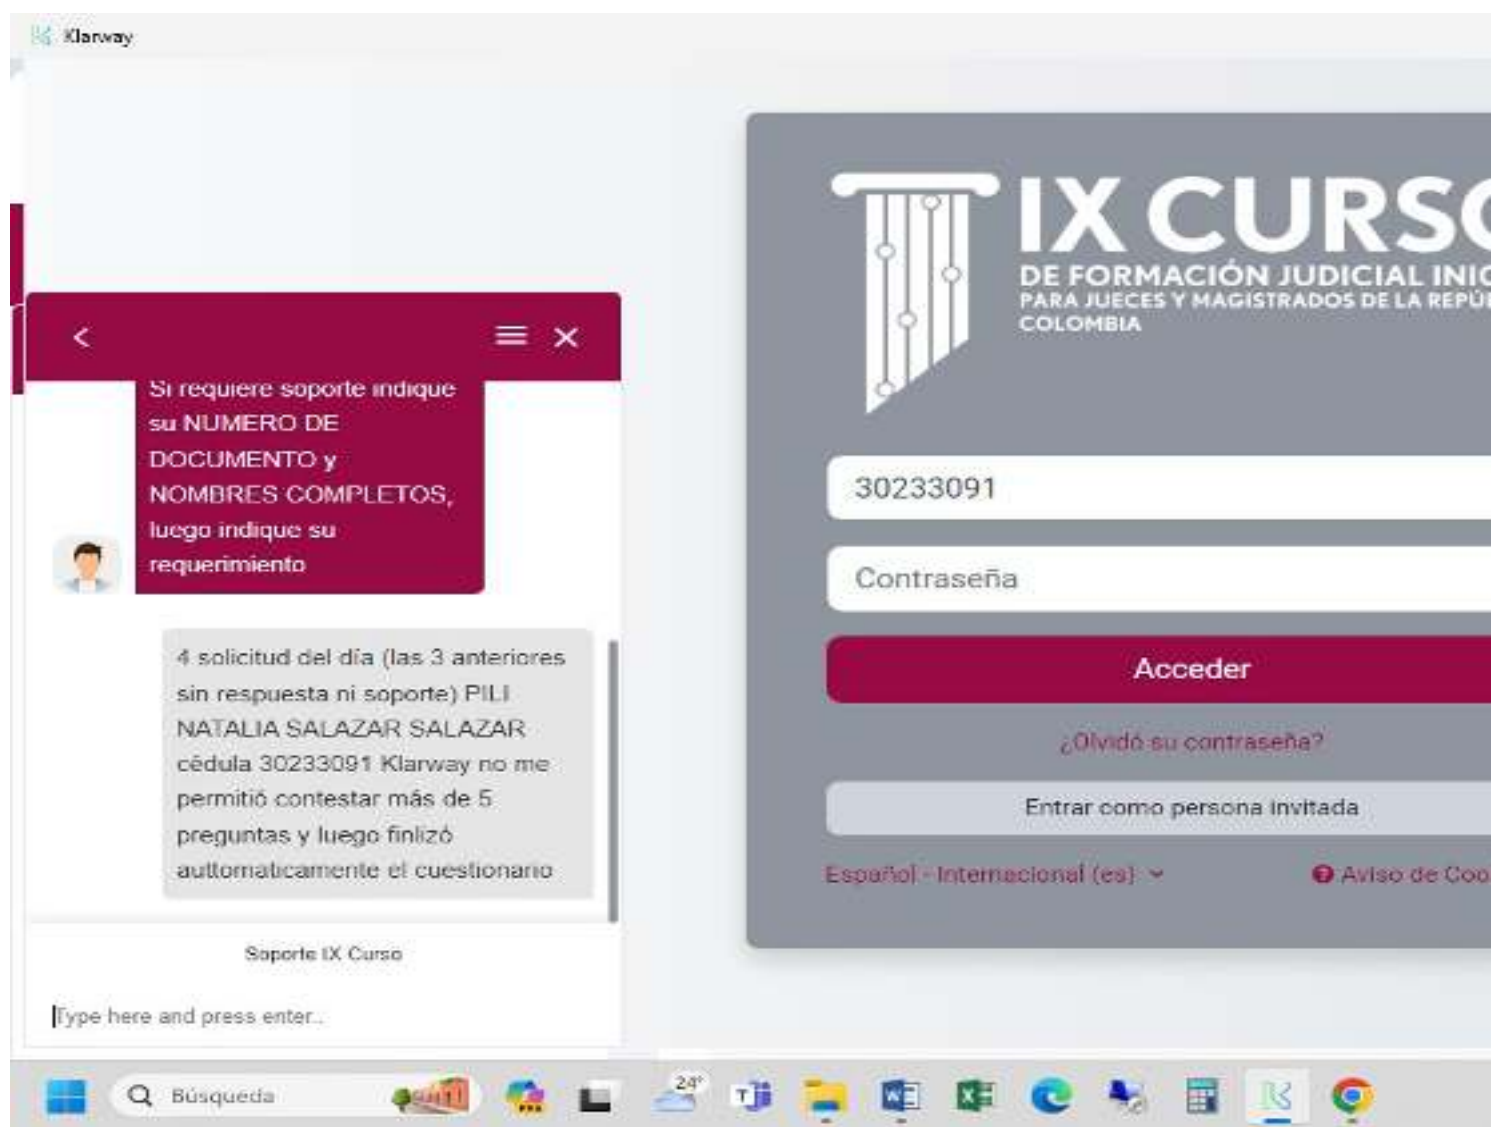 Klarway
Si requiere soporte indique
su NUMERO DE
DOCUMENTO y
NOMBRES COMPLETOS,
luego indique su
requerimiento
4 solicitud del día (las 3 anteriores
sin respuesta ni soporte) PILI
NATALIA SALAZAR SALAZAR
cédula 30233091 Klarway no me
permitió contestar más de 5
preguntas y luego finlizó
auttomaticamente el cuestionario
Soporte IX Curso
Type here and press enter..
IX CURSO
DE FORMACIÓN JUDICIAL INIC
PARA JUECES Y MAGISTRADOS DE LA REPÚ
COLOMBIA
30233091
Contraseña
Acceder
¿Olvidó su contraseña?
Entrar como persona invitada
Español - Internacional (es)
Aviso de Coo
Búsqueda
24°